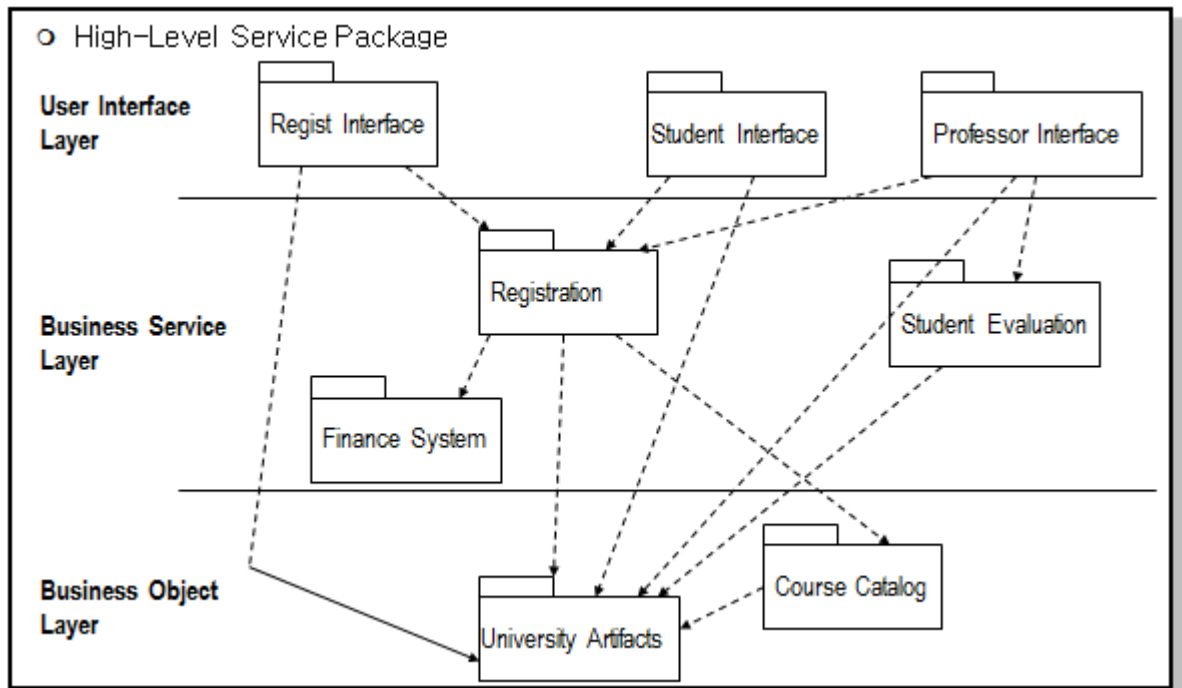 High-Level Service Package
User Interface
Layer
Regist Interface
Student Interface
Professor Interface
Business Service
Layer
Registration
Student Evaluation
Finance System
Business Object
Layer
University Artifacts
Course Catalog